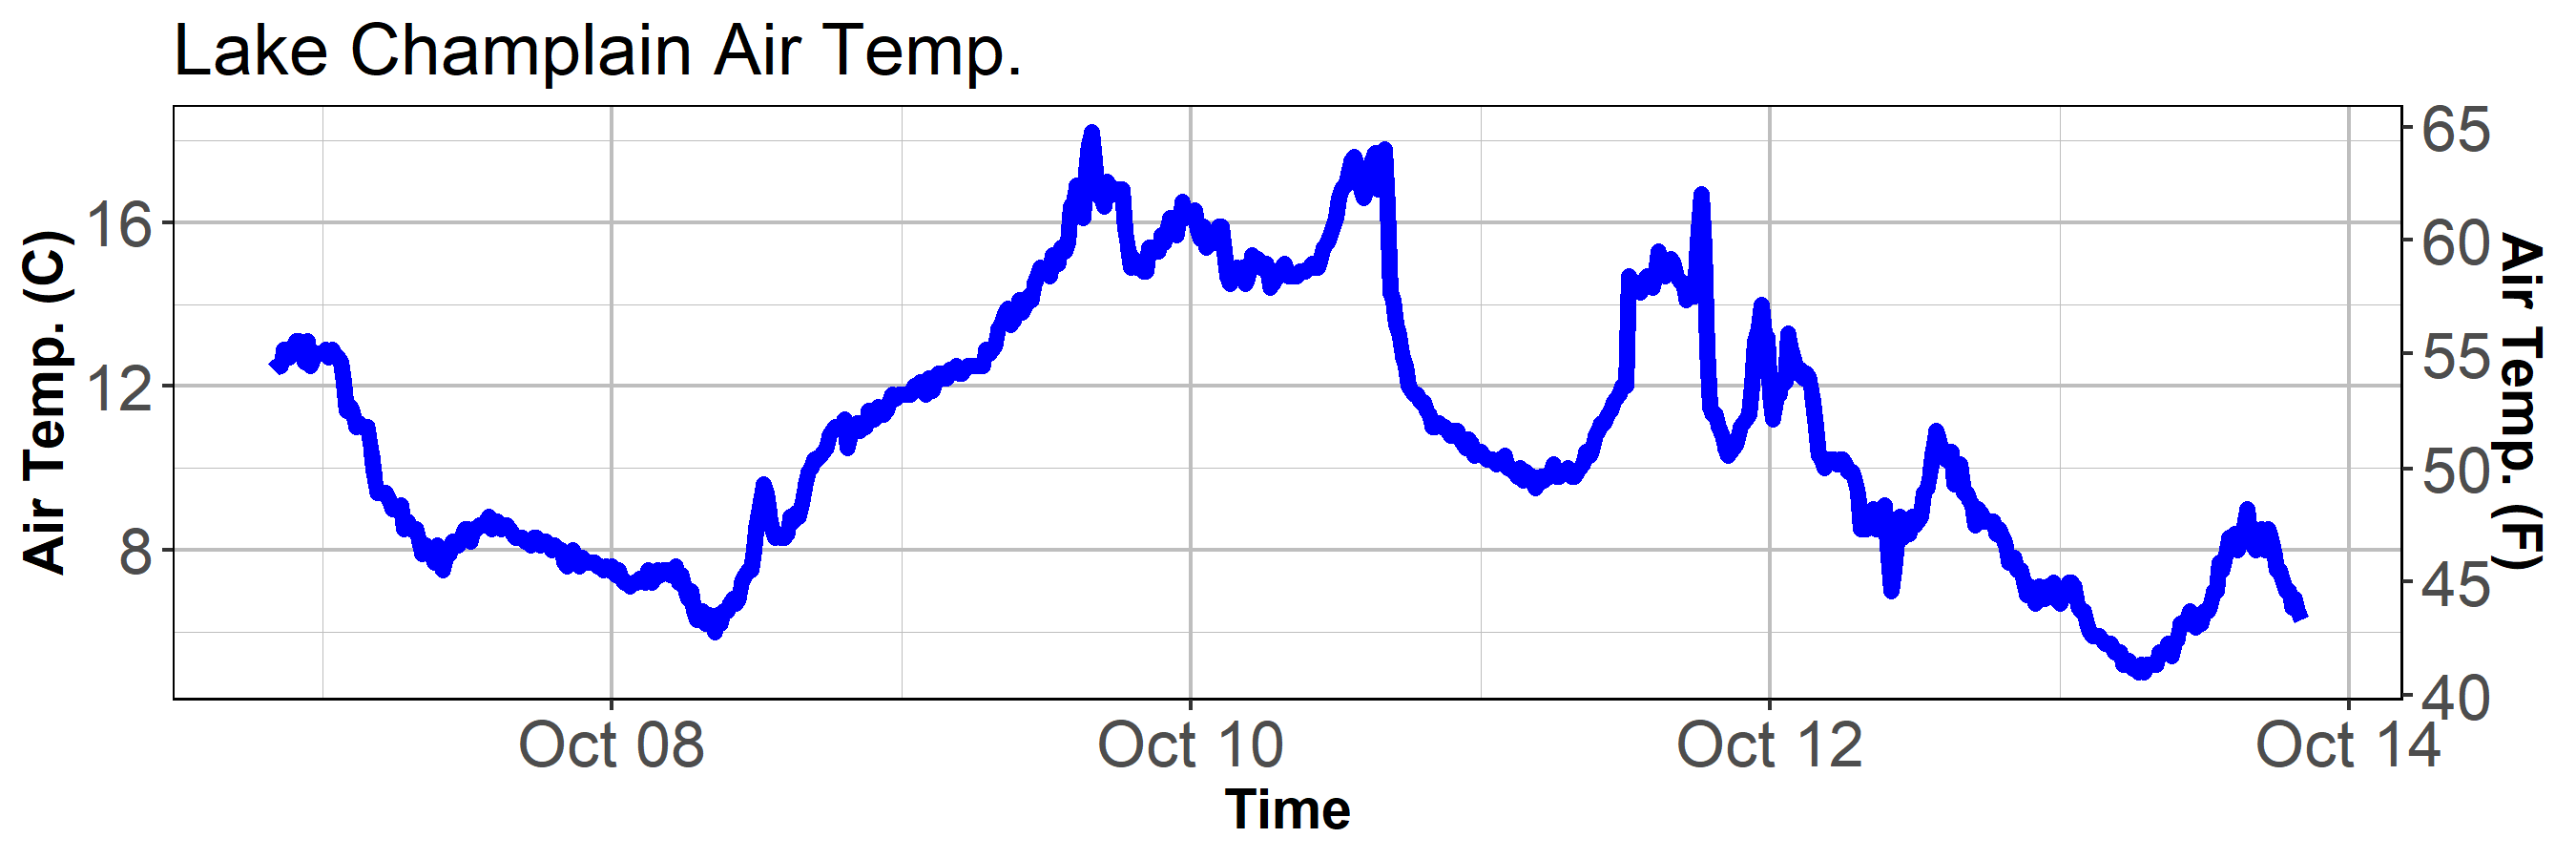 Lake Champlain Air Temp.
Air Temp. (C)
16
12
8
65
60
55
50
45
40
Air Temp. (F)
Oct 08 Oct 10 Oct 12 Oct 14
Time